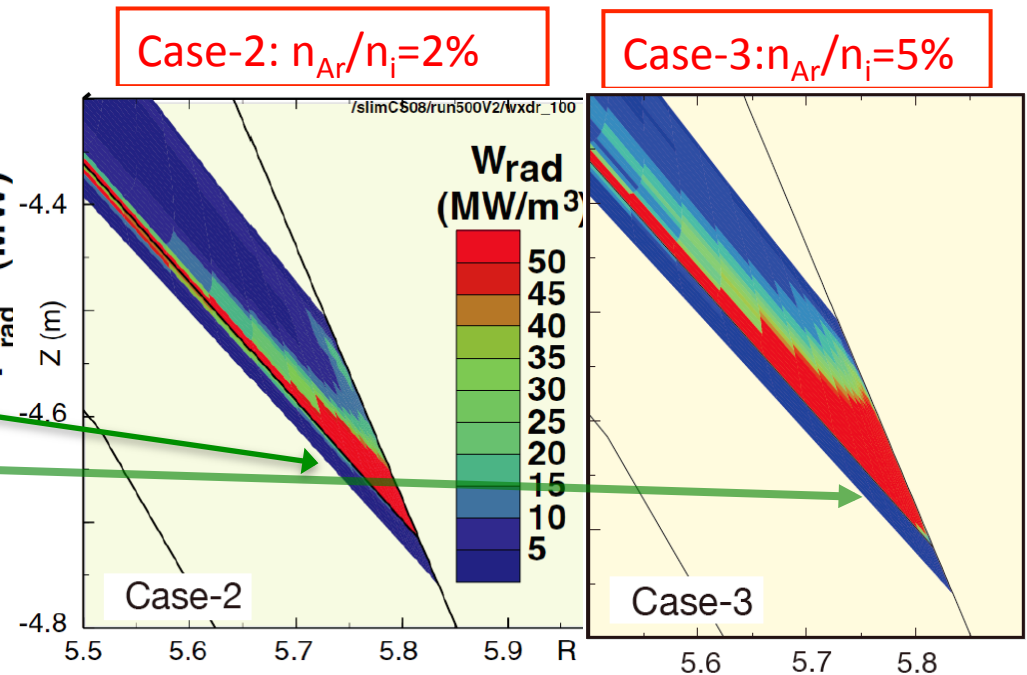 Case-2: nAr/ni=2%
Case-3:nAr/ni=5%
/slimCS08/run500V2/wxdr_100
Wrad
(MW/m3)
50
45
40
35
30
25
20
15
10
5
rad
(MW)
Z (m)
-4.4
-4.6
-4.8
Case-2
Case-3
5.5 5.6 5.7 5.8 5.9 R
5.6 5.7 5.8